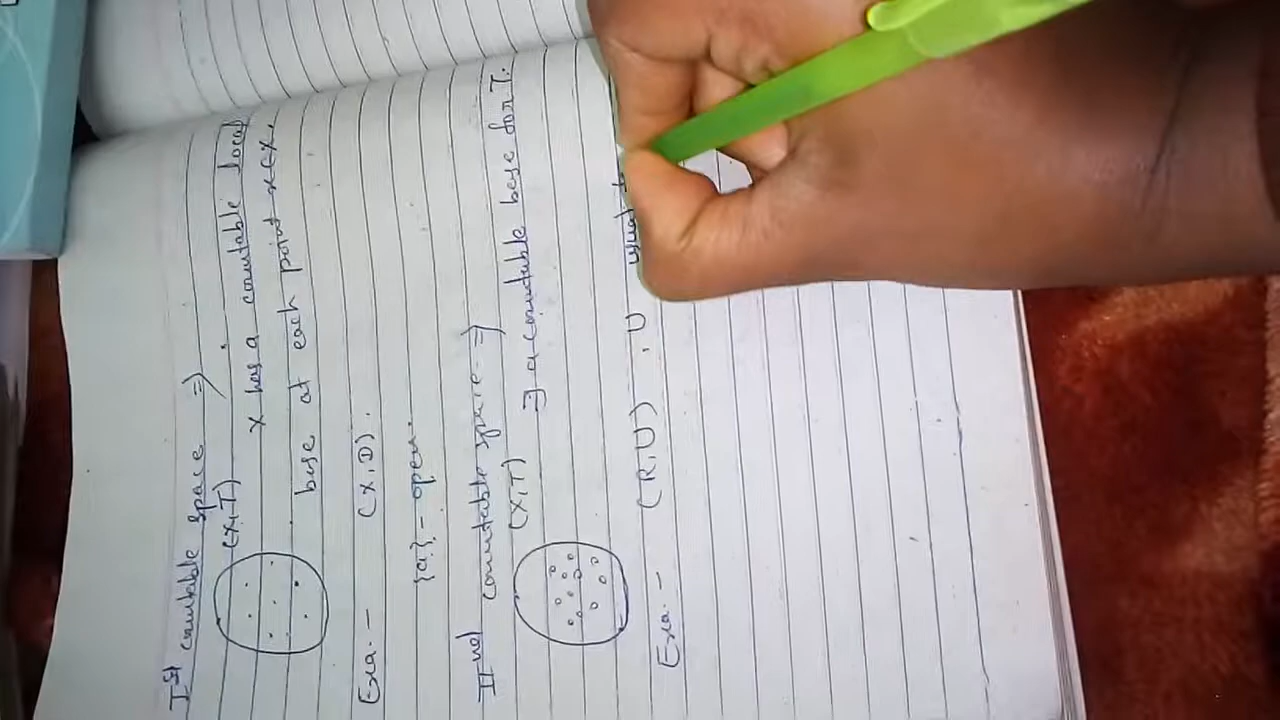 Ist countable space =>
(X,T)
X has a countable local
base at each point x∈X.
Exa. - (X,D).
{a} - open.
IInd countable space =>
(X,T)
∃ a countable base for T.
Exa. - (R,U), U usual